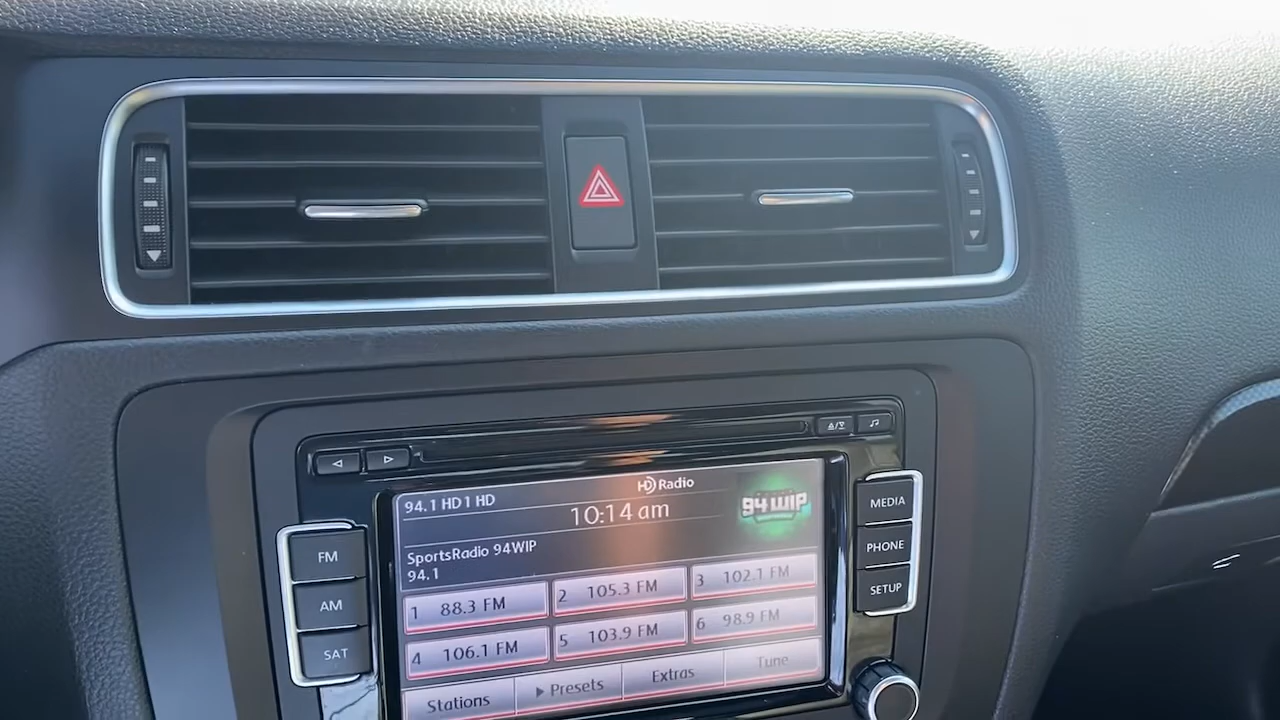 94.1 HD1 HD
HD Radio
10:14 am
94WIP
SportsRadio 94WIP
94.1
1 88.3 FM
2 105.3 FM
3 102.1 FM
4 106.1 FM
5 103.9 FM
6 98.9 FM
Stations
Presets
Extras
Tune
FM
AM
SAT
MEDIA
PHONE
SETUP